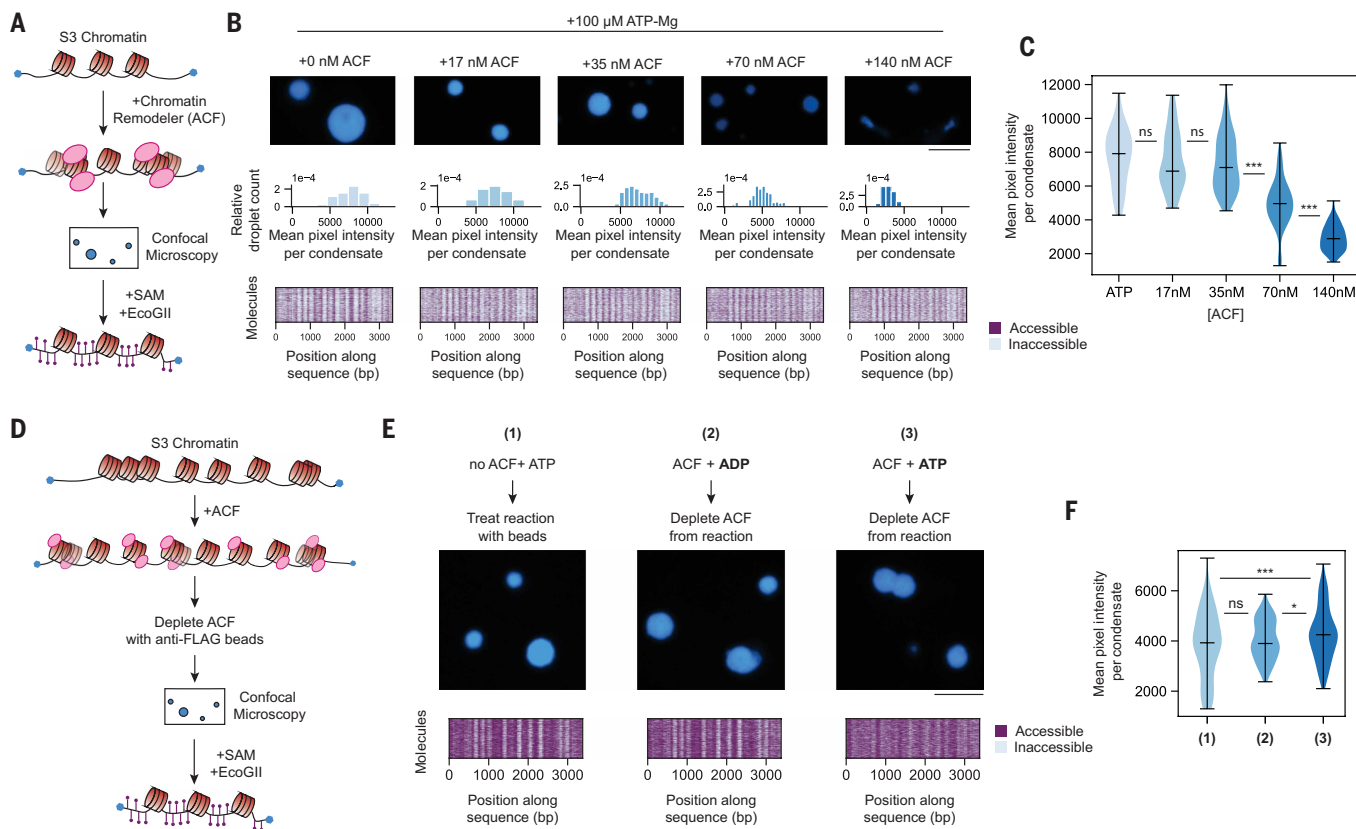 A
S3 Chromatin
+Chromatin
Remodeler (ACF)
Confocal
Microscopy
+SAM
+EcoGII
B
+100 µM ATP-Mg
+0 nM ACF
+17 nM ACF
+35 nM ACF
+70 nM ACF
+140 nM ACF
Relative
droplet count
1e−4
2
0
0
5000
10000
Mean pixel intensity
per condensate
1e−4
2
0
0
5000
10000
Mean pixel intensity
per condensate
1e−4
2.5
0
0
5000
10000
Mean pixel intensity
per condensate
1e−4
5
2.5
0
0
5000
10000
Mean pixel intensity
per condensate
1e−4
5
2.5
0
0
5000
10000
Mean pixel intensity
per condensate
Molecules
0 1000 2000 3000
Position along
sequence (bp)
0 1000 2000 3000
Position along
sequence (bp)
0 1000 2000 3000
Position along
sequence (bp)
0 1000 2000 3000
Position along
sequence (bp)
0 1000 2000 3000
Position along
sequence (bp)
C
Mean pixel intensity
per condensate
12000
10000
8000
6000
4000
2000
ns
ns
***
***
ATP 17nM 35nM 70nM 140nM
[ACF]
Accessible
Inaccessible
D
S3 Chromatin
+ACF
Deplete ACF
with anti-FLAG beads
Confocal
Microscopy
+SAM
+EcoGII
E
(1)
no ACF+ ATP
Treat reaction
with beads
(2)
ACF + ADP
Deplete ACF
from reaction
(3)
ACF + ATP
Deplete ACF
from reaction
Molecules
0 1000 2000 3000
Position along
sequence (bp)
0 1000 2000 3000
Position along
sequence (bp)
0 1000 2000 3000
Position along
sequence (bp)
Accessible
Inaccessible
F
Mean pixel intensity
per condensate
6000
4000
2000
***
ns
*
(1) (2) (3)